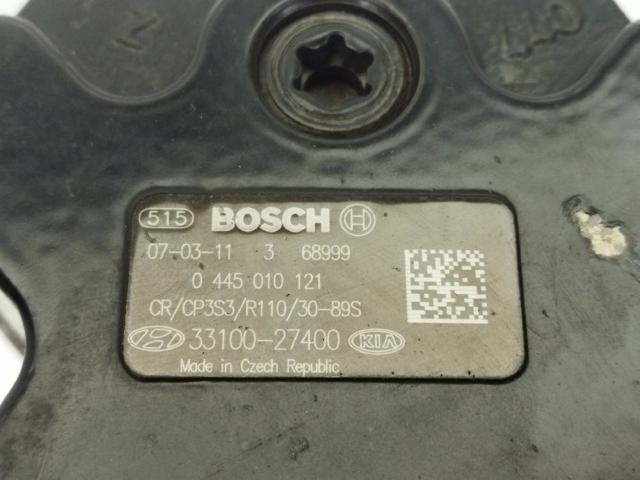 515 BOSCH
07-03-11 3 68999
0 445 010 121
CR/CP3S3/R110/30-89S
33100-27400 KIA
Made in Czech Republic